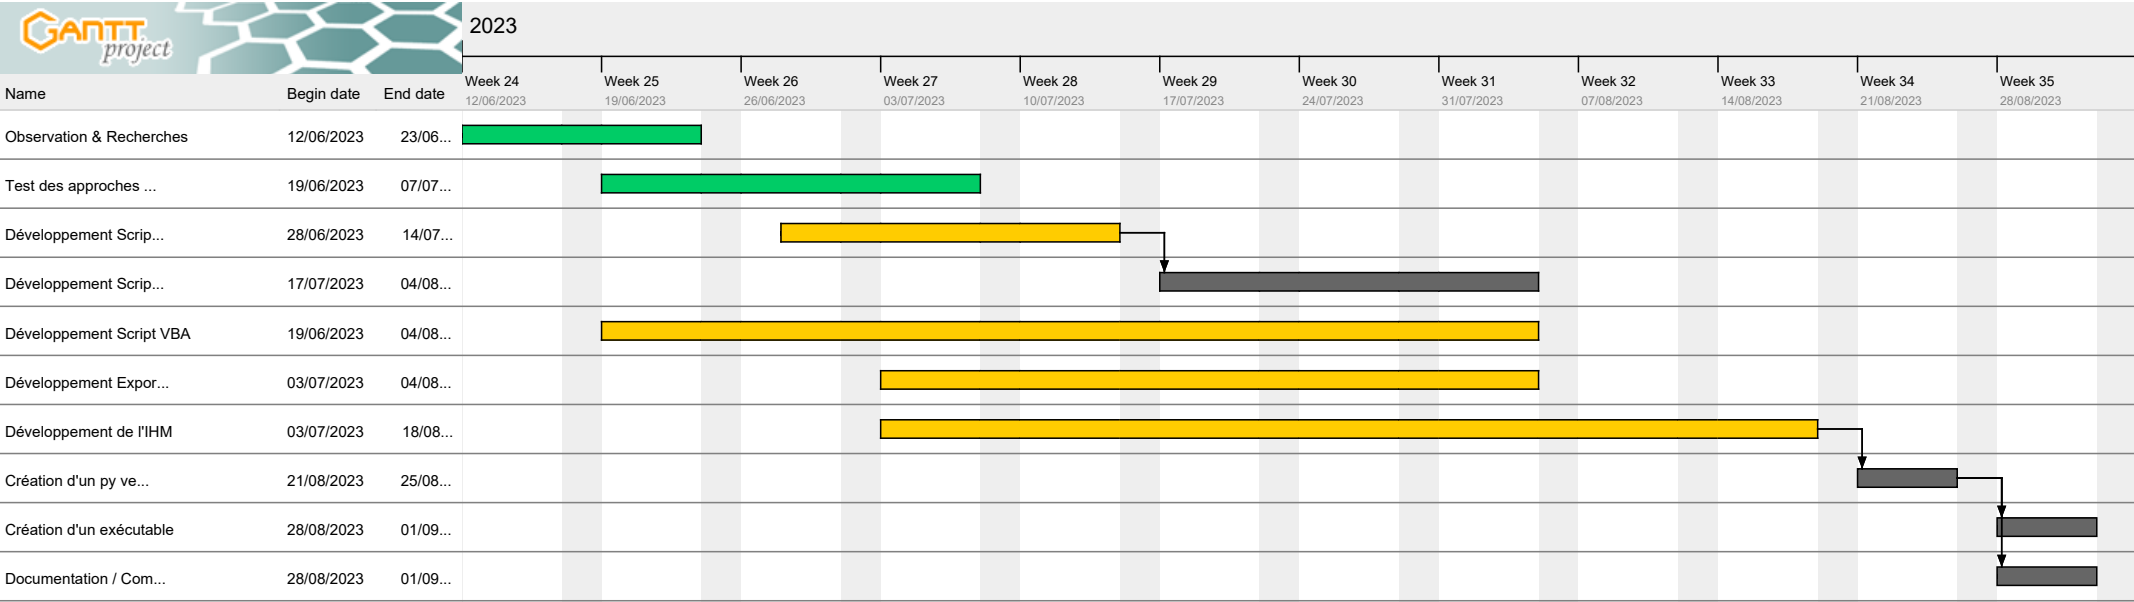 GANTT
project
2023
Week 24 Week 25 Week 26 Week 27 Week 28 Week 29 Week 30 Week 31 Week 32 Week 33 Week 34 Week 35
Name Begin date End date 12/06/2023 19/06/2023 26/06/2023 03/07/2023 10/07/2023 17/07/2023 24/07/2023 31/07/2023 07/08/2023 14/08/2023 21/08/2023 28/08/2023
Observation & Recherches 12/06/2023 23/06...
Test des approches ... 19/06/2023 07/07...
Développement Scrip... 28/06/2023 14/07...
Développement Scrip... 17/07/2023 04/08...
Développement Script VBA 19/06/2023 04/08...
Développement Expor... 03/07/2023 04/08...
Développement de l'IHM 03/07/2023 18/08...
Création d'un py ve... 21/08/2023 25/08...
Création d'un exécutable 28/08/2023 01/09...
Documentation / Com... 28/08/2023 01/09...